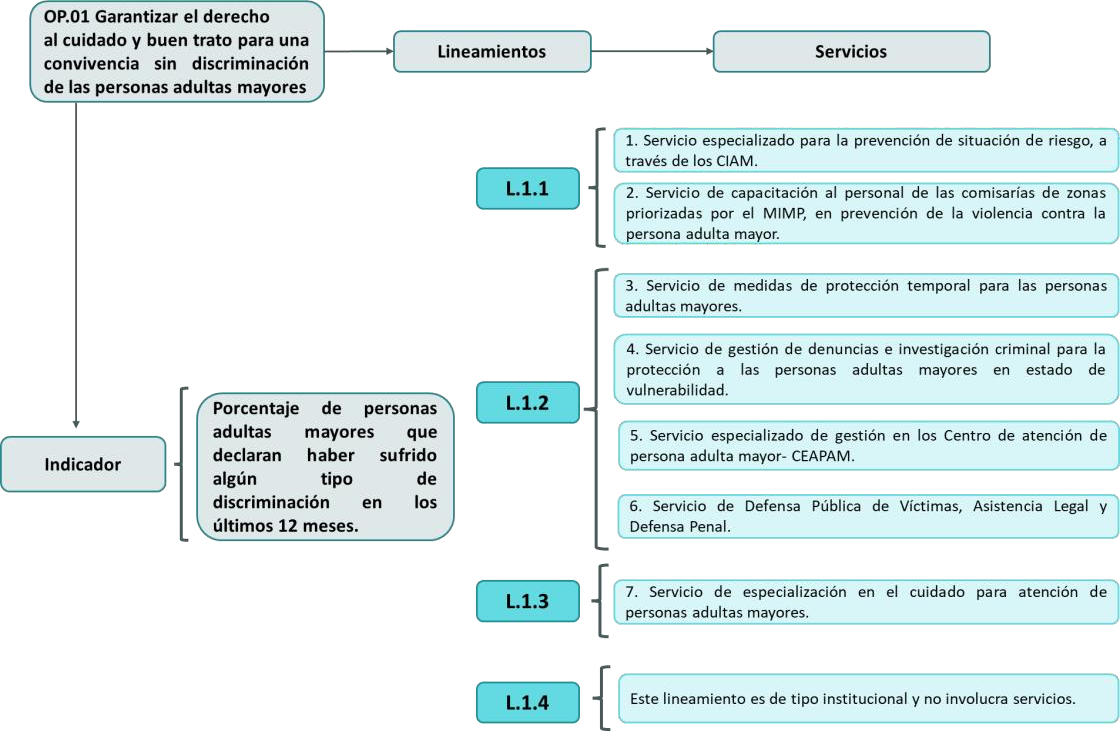 OP.01 Garantizar el derecho
al cuidado y buen trato para una
convivencia sin discriminación
de las personas adultas mayores
Lineamientos
Servicios
L.1.1
1. Servicio especializado para la prevención de situación de riesgo, a
través de los CIAM.
2. Servicio de capacitación al personal de las comisarías de zonas
priorizadas por el MIMP, en prevención de la violencia contra la
persona adulta mayor.
L.1.2
3. Servicio de medidas de protección temporal para las personas
adultas mayores.
4. Servicio de gestión de denuncias e investigación criminal para la
protección a las personas adultas mayores en estado de
vulnerabilidad.
5. Servicio especializado de gestión en los Centro de atención de
persona adulta mayor- CEAPAM.
6. Servicio de Defensa Pública de Víctimas, Asistencia Legal y
Defensa Penal.
Indicador
Porcentaje de personas
adultas mayores que
declaran haber sufrido
algún tipo de
discriminación en los
últimos 12 meses.
L.1.3
7. Servicio de especialización en el cuidado para atención de
personas adultas mayores.
L.1.4
Este lineamiento es de tipo institucional y no involucra servicios.